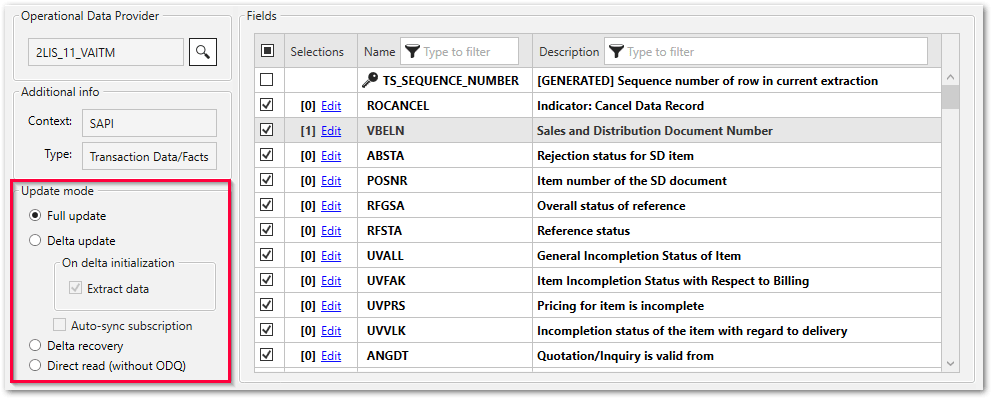 Operational Data Provider
2LIS_11_VAITM
Additional info
Context: SAPI
Type: Transaction Data/Facts
Update mode
Full update
Delta update
On delta initialization
Extract data
Auto-sync subscription
Delta recovery
Direct read (without ODQ)
Fields
Selections Name Type to filter Description Type to filter
TS_SEQUENCE_NUMBER [GENERATED] Sequence number of row in current extraction
[0] Edit ROCANCEL Indicator: Cancel Data Record
[1] Edit VBELN Sales and Distribution Document Number
[0] Edit ABSTA Rejection status for SD item
[0] Edit POSNR Item number of the SD document
[0] Edit RFGSA Overall status of reference
[0] Edit RFSTA Reference status
[0] Edit UVALL General Incompletion Status of Item
[0] Edit UVFAK Item Incompletion Status with Respect to Billing
[0] Edit UVPRS Pricing for item is incomplete
[0] Edit UVVLK Incompletion status of the item with regard to delivery
[0] Edit ANGDT Quotation/Inquiry is valid from